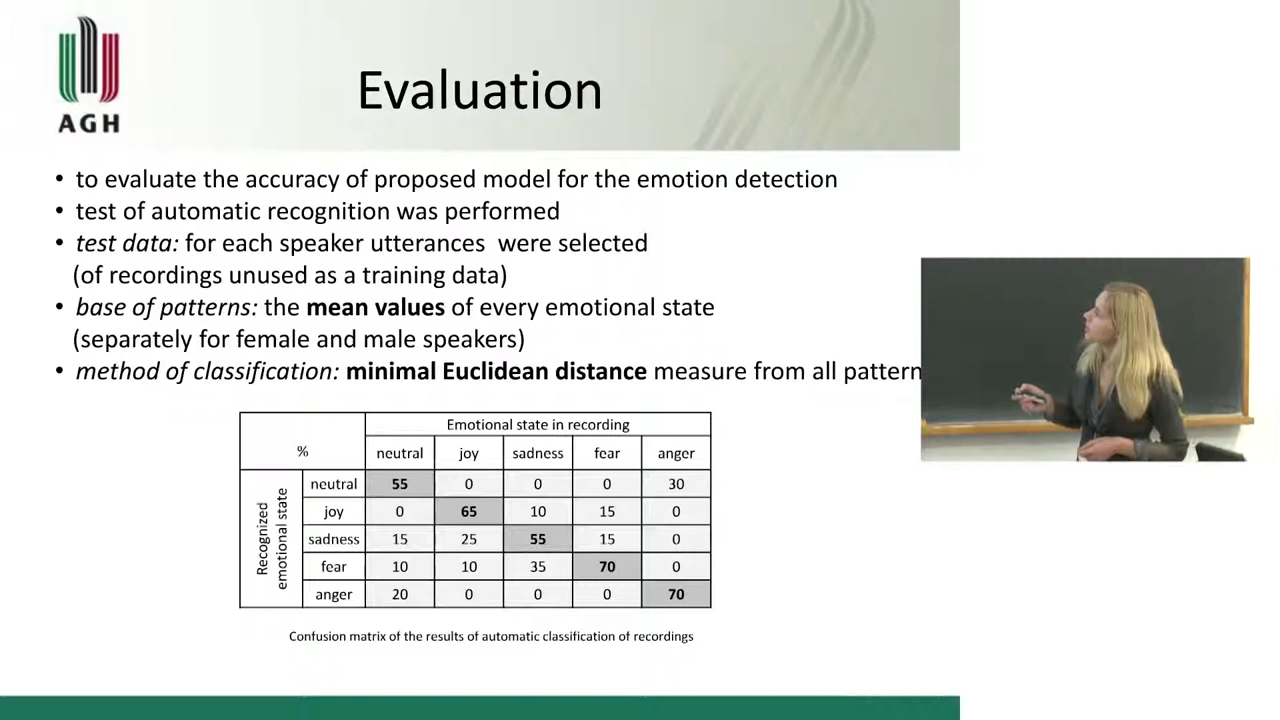 AGH
Evaluation
• to evaluate the accuracy of proposed model for the emotion detection
• test of automatic recognition was performed
• test data: for each speaker utterances were selected
(of recordings unused as a training data)
• base of patterns: the mean values of every emotional state
(separately for female and male speakers)
• method of classification: minimal Euclidean distance measure from all pattern
% Emotional state in recording
neutral joy sadness fear anger
Recognized
emotional state
neutral 55 0 0 0 30
joy 0 65 10 15 0
sadness 15 25 55 15 0
fear 10 10 35 70 0
anger 20 0 0 0 70
Confusion matrix of the results of automatic classification of recordings